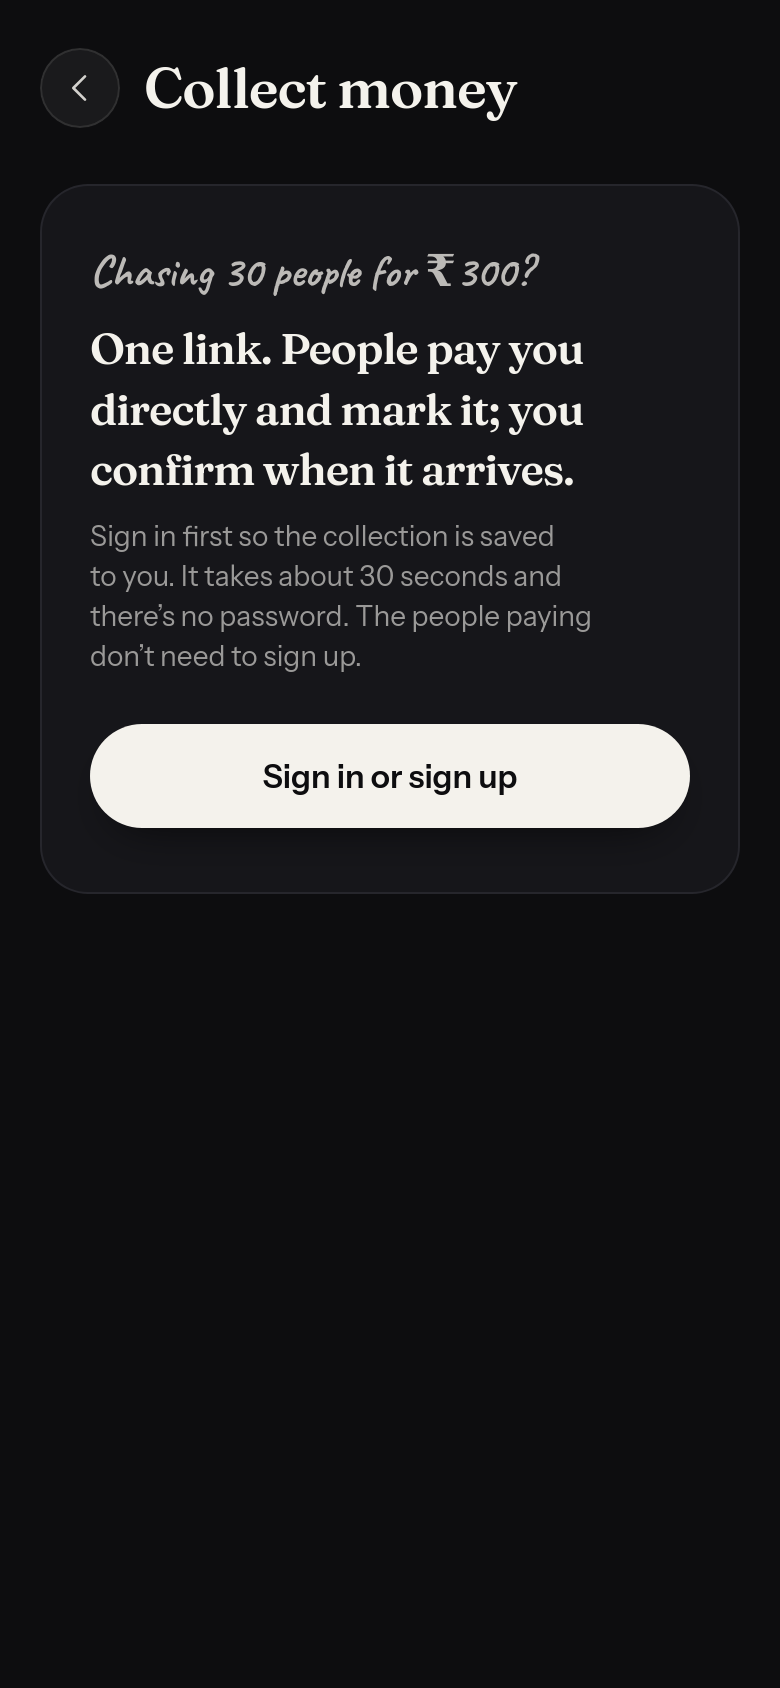 Collect money
Chasing 30 people for ₹300?
One link. People pay you
directly and mark it; you
confirm when it arrives.
Sign in first so the collection is saved
to you. It takes about 30 seconds and
there’s no password. The people paying
don’t need to sign up.
Sign in or sign up